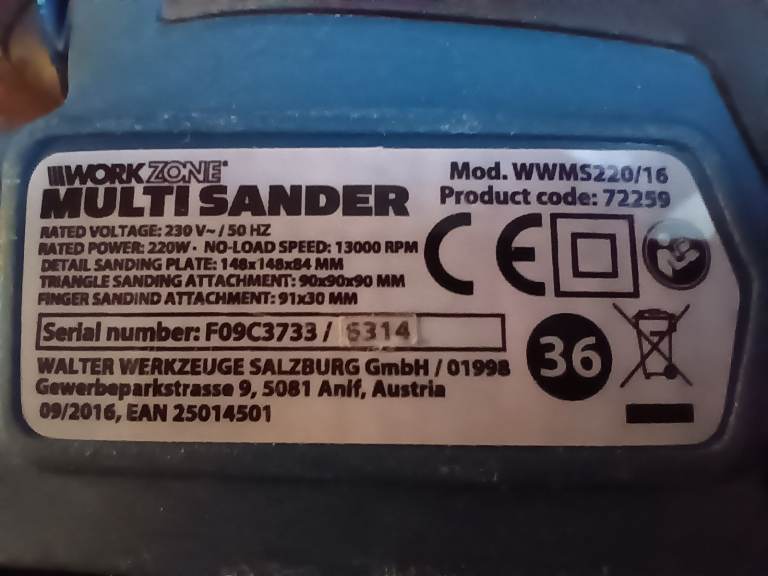 WORKZONE®
MULTI SANDER
Mod. WWMS220/16
Product code: 72259
RATED VOLTAGE: 230 V~ / 50 HZ
RATED POWER: 220W · NO-LOAD SPEED: 13000 RPM
DETAIL SANDING PLATE: 148x148x84 MM
TRIANGLE SANDING ATTACHMENT: 90x90x90 MM
FINGER SANDIND ATTACHMENT: 91x30 MM
CE
Serial number: F09C3733 / 6314
36
WALTER WERKZEUGE SALZBURG GmbH / 01998
Gewerbeparkstrasse 9, 5081 Anif, Austria
09/2016, EAN 25014501